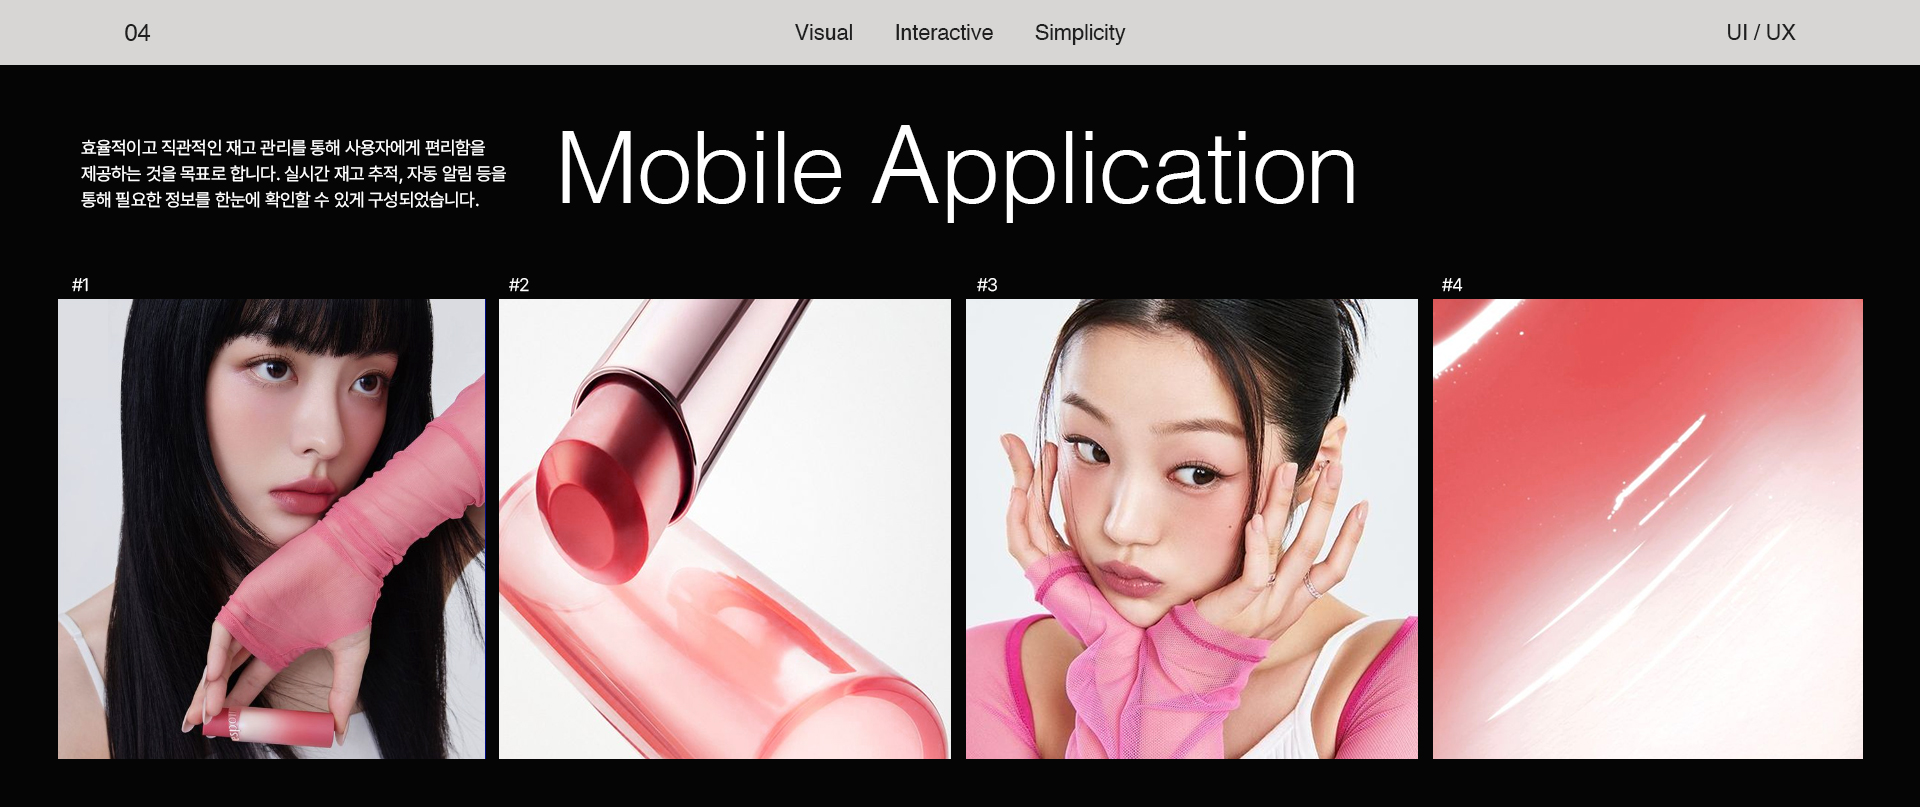 04
Visual Interactive Simplicity
UI / UX
효율적이고 직관적인 재고 관리를 통해 사용자에게 편리함을
제공하는 것을 목표로 합니다. 실시간 재고 추적, 자동 알림 등을
통해 필요한 정보를 한눈에 확인할 수 있게 구성되었습니다.
Mobile Application
#1
#2
#3
#4